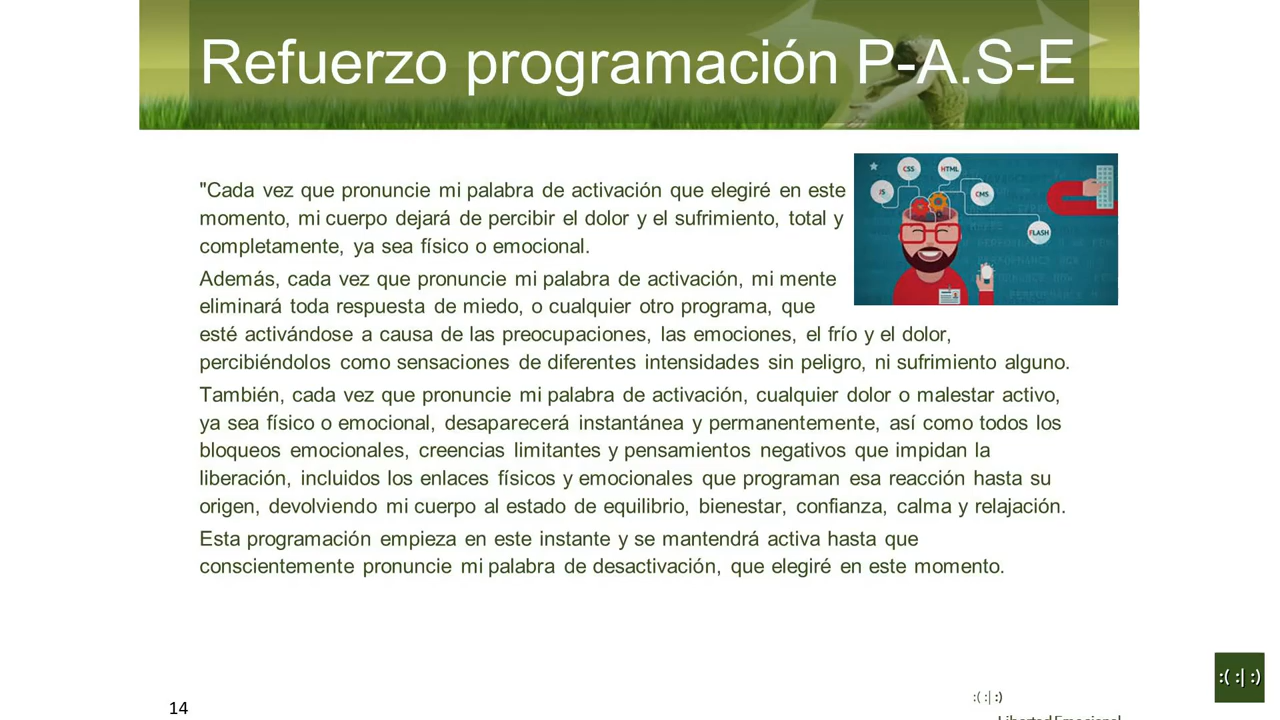 Refuerzo programación P-A.S-E
"Cada vez que pronuncie mi palabra de activación que elegiré en este
momento, mi cuerpo dejará de percibir el dolor y el sufrimiento, total y
completamente, ya sea físico o emocional.
Además, cada vez que pronuncie mi palabra de activación, mi mente
eliminará toda respuesta de miedo, o cualquier otro programa, que
esté activándose a causa de las preocupaciones, las emociones, el frío y el dolor,
percibiéndolos como sensaciones de diferentes intensidades sin peligro, ni sufrimiento alguno.
También, cada vez que pronuncie mi palabra de activación, cualquier dolor o malestar activo,
ya sea físico o emocional, desaparecerá instantánea y permanentemente, así como todos los
bloqueos emocionales, creencias limitantes y pensamientos negativos que impidan la
liberación, incluidos los enlaces físicos y emocionales que programan esa reacción hasta su
origen, devolviendo mi cuerpo al estado de equilibrio, bienestar, confianza, calma y relajación.
Esta programación empieza en este instante y se mantendrá activa hasta que
conscientemente pronuncie mi palabra de desactivación, que elegiré en este momento.
CSS
HTML
JS
CMS
FLASH
14
:( :| :)
Libertad Emocional
:( :| :)